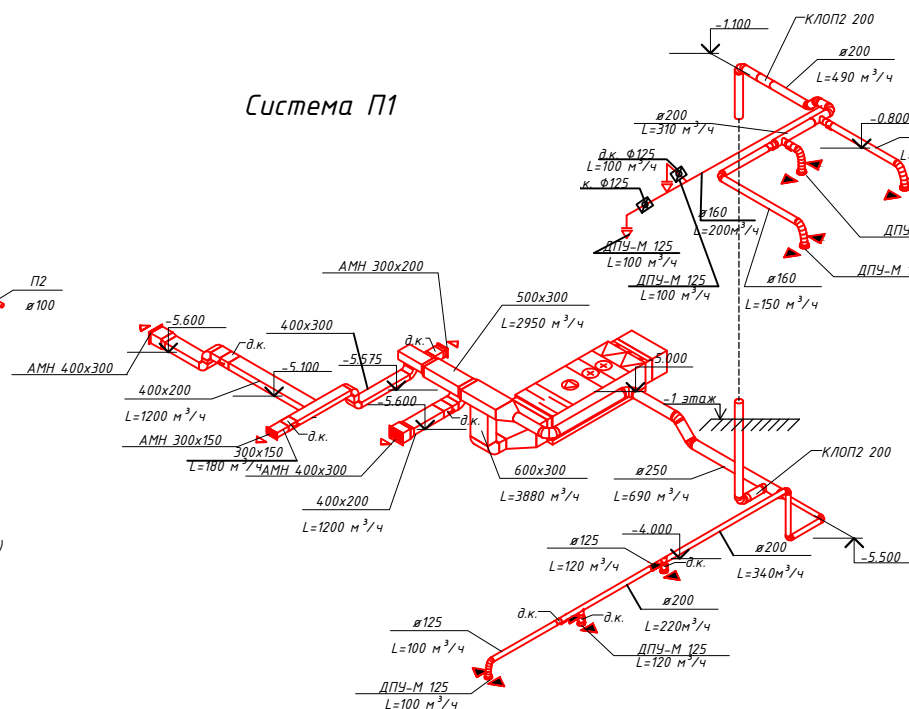 -1.100
КЛОП2 200
ø200
L=490 м³/ч
Система П1
ø200
L=310 м³/ч
-0.800
L
д.к. Ф125
L=100 м³/ч
к. Ф125
ø160
L=200м³/ч
ДПУ
ДПУ-М 125
L=100 м³/ч
ДПУ-М 125
L=100 м³/ч
ДПУ-М 1
ø160
L=150 м³/ч
П2
ø100
АМН 300х200
500х300
L=2950 м³/ч
-5.600
400х300
д.к.
д.к.
-5.575
-5.100
АМН 400х300
400х200
L=1200 м³/ч
-5.600
-5.000
-1 этаж
АМН 300х150
д.к.
300х150
L=180 м³/ч
АМН 400х300
д.к.
600х300
L=3880 м³/ч
400х200
L=1200 м³/ч
ø250
L=690 м³/ч
КЛОП2 200
-4.000
ø125
L=120 м³/ч
д.к.
ø200
L=340м³/ч
-5.500
)
д.к.
д.к.
ø200
L=220м³/ч
ø125
L=100 м³/ч
ДПУ-М 125
L=120 м³/ч
ДПУ-М 125
L=100 м³/ч